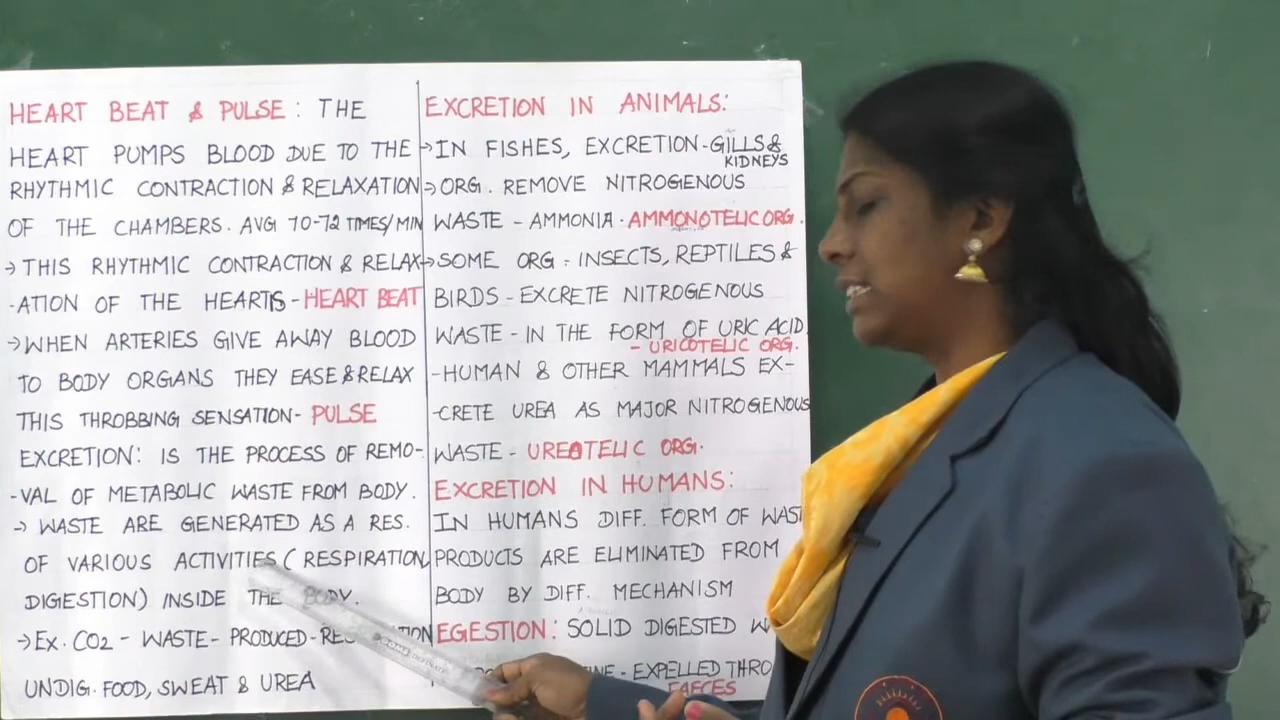 HEART BEAT & PULSE : THE
HEART PUMPS BLOOD DUE TO THE
RHYTHMIC CONTRACTION & RELAXATION
OF THE CHAMBERS. AVG 70-72 TIMES/MIN
→ THIS RHYTHMIC CONTRACTION & RELAX-
-ATION OF THE HEART IS - HEART BEAT
→ WHEN ARTERIES GIVE AWAY BLOOD
TO BODY ORGANS THEY EASE & RELAX
THIS THROBBING SENSATION - PULSE
EXCRETION: IS THE PROCESS OF REMO-
-VAL OF METABOLIC WASTE FROM BODY.
→ WASTE ARE GENERATED AS A RES.
OF VARIOUS ACTIVITIES (RESPIRATION,
DIGESTION) INSIDE THE BODY.
→ EX. CO2 - WASTE - PRODUCED -
UNDIG. FOOD, SWEAT & UREA
EXCRETION IN ANIMALS:
→ IN FISHES, EXCRETION - GILLS &
KIDNEYS
→ ORG. REMOVE NITROGENOUS
WASTE - AMMONIA. AMMONOTELIC ORG.
→ SOME ORG: INSECTS, REPTILES &
BIRDS - EXCRETE NITROGENOUS
WASTE - IN THE FORM OF URIC ACID
- URICOTELIC ORG.
- HUMAN & OTHER MAMMALS EX-
-CRETE UREA AS MAJOR NITROGENOUS
WASTE - UREOTELIC ORG.
EXCRETION IN HUMANS:
IN HUMANS DIFF. FORM OF WAST
PRODUCTS ARE ELIMINATED FROM
BODY BY DIFF. MECHANISM
EGESTION: SOLID DIGESTED W
- EXPELLED THRO
FAECES